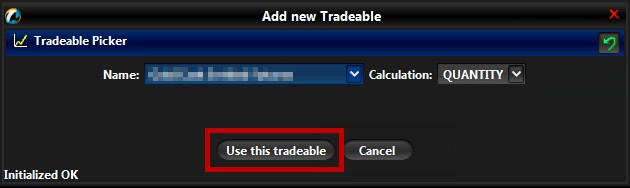 Add new Tradeable
Tradeable Picker
Name: Calculation: QUANTITY
Use this tradeable Cancel
Initialized OK